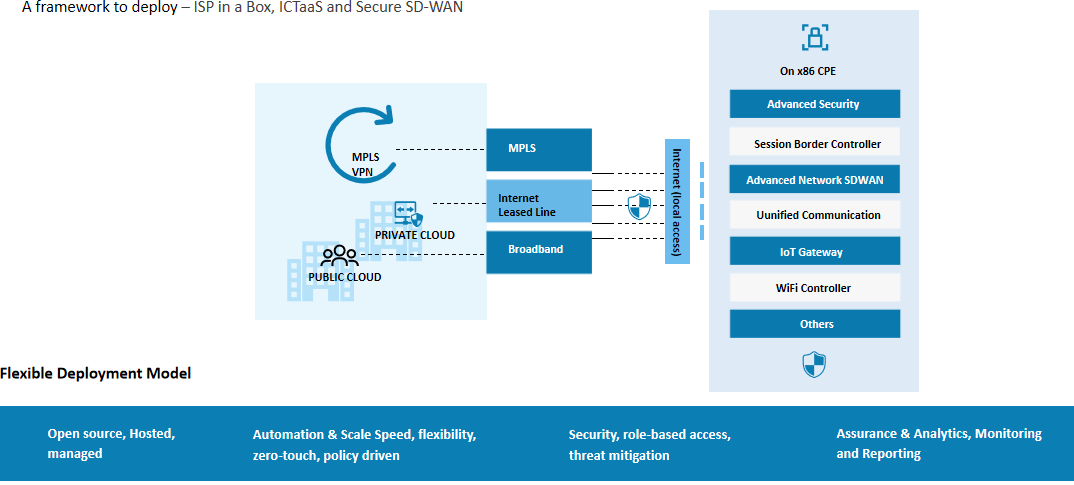 A framework to deploy – ISP in a Box, ICTaaS and Secure SD-WAN
MPLS
VPN
PRIVATE CLOUD
PUBLIC CLOUD
MPLS
Internet
Leased Line
Broadband
Internet (local access)
On x86 CPE
Advanced Security
Session Border Controller
Advanced Network SDWAN
Uunified Communication
IoT Gateway
WiFi Controller
Others
Flexible Deployment Model
Open source, Hosted,
managed
Automation & Scale Speed, flexibility,
zero-touch, policy driven
Security, role-based access,
threat mitigation
Assurance & Analytics, Monitoring
and Reporting